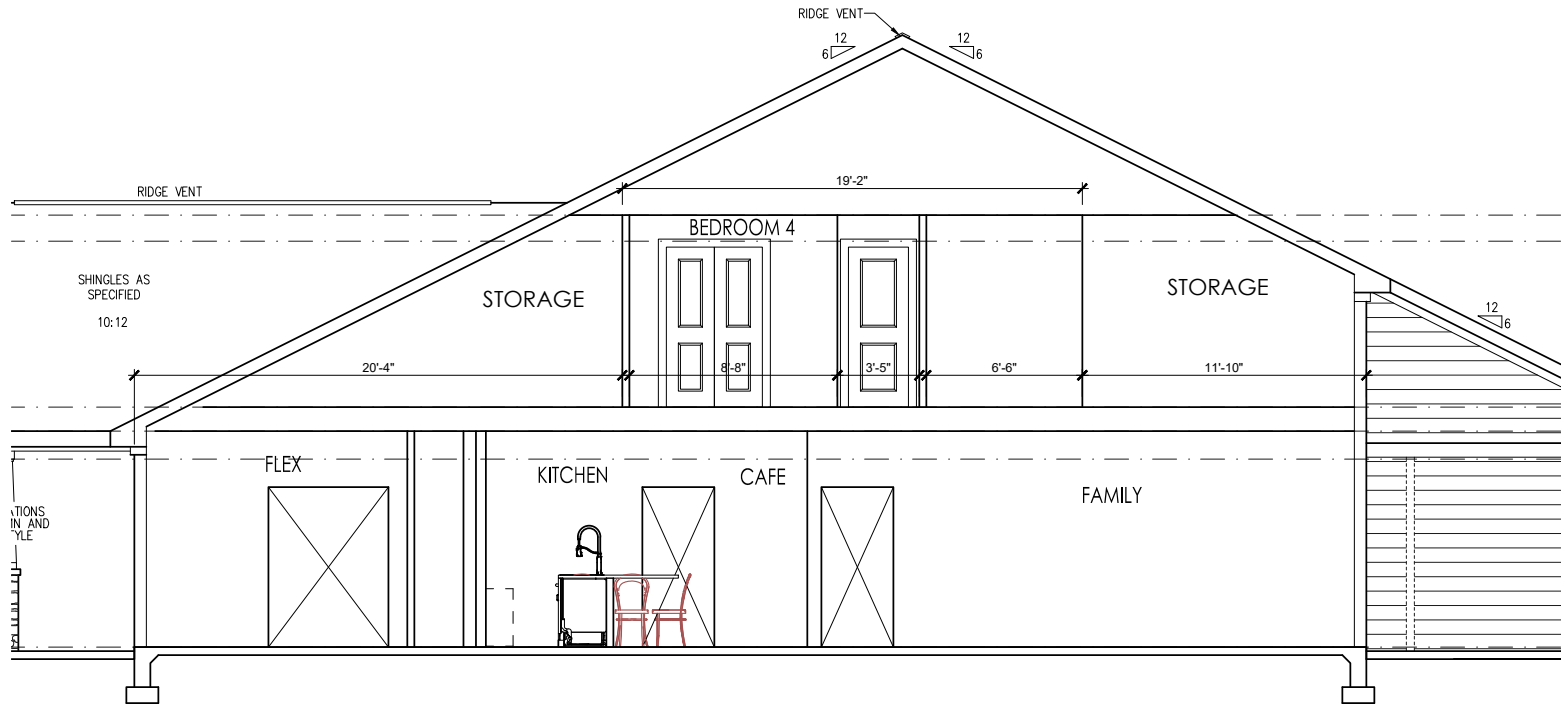 RIDGE VENT
12
6
12
6
RIDGE VENT
19'-2"
BEDROOM 4
SHINGLES AS
SPECIFIED
10:12
STORAGE
STORAGE
12
6
20'-4"
8'-8"
3'-5"
6'-6"
11'-10"
FLEX
KITCHEN
CAFE
FAMILY
ATIONS
IN AND
YLE